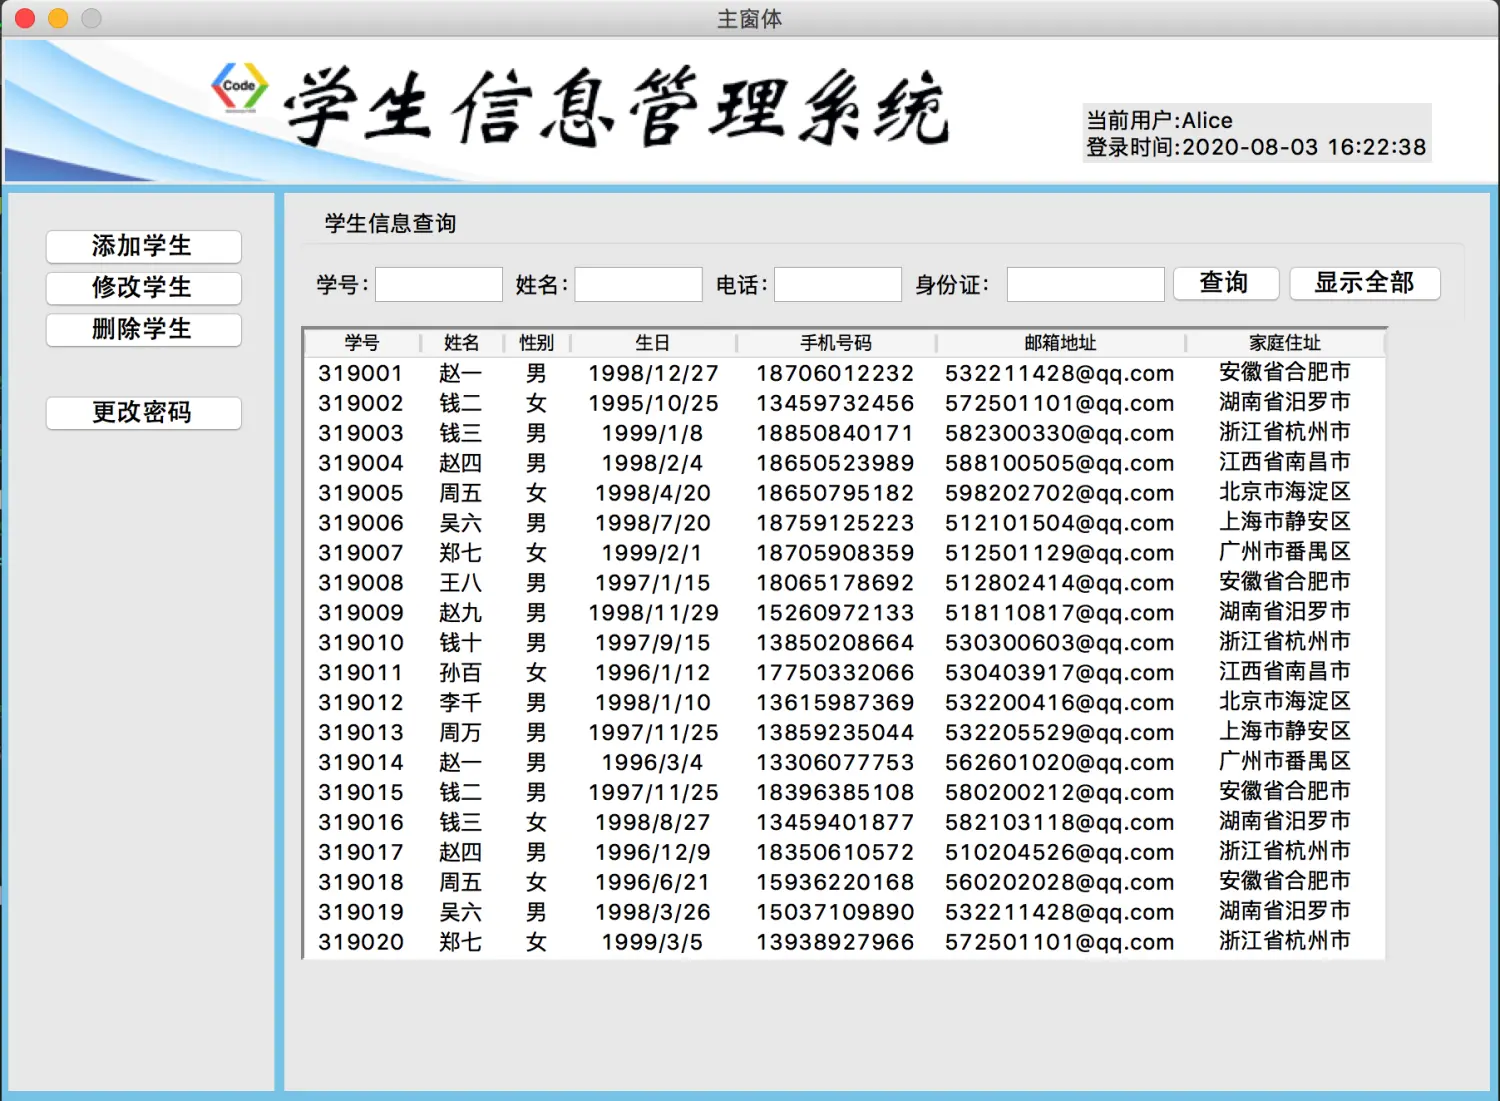 主窗体
Code
学生信息管理系统
当前用户:Alice
登录时间:2020-08-03 16:22:38
添加学生
修改学生
删除学生
更改密码
学生信息查询
学号: 姓名: 电话: 身份证: 查询 显示全部
学号 姓名 性别 生日 手机号码 邮箱地址 家庭住址
319001 赵一 男 1998/12/27 18706012232 532211428@qq.com 安徽省合肥市
319002 钱二 女 1995/10/25 13459732456 572501101@qq.com 湖南省汨罗市
319003 钱三 男 1999/1/8 18850840171 582300330@qq.com 浙江省杭州市
319004 赵四 男 1998/2/4 18650523989 588100505@qq.com 江西省南昌市
319005 周五 女 1998/4/20 18650795182 598202702@qq.com 北京市海淀区
319006 吴六 男 1998/7/20 18759125223 512101504@qq.com 上海市静安区
319007 郑七 女 1999/2/1 18705908359 512501129@qq.com 广州市番禺区
319008 王八 男 1997/1/15 18065178692 512802414@qq.com 安徽省合肥市
319009 赵九 男 1998/11/29 15260972133 518110817@qq.com 湖南省汨罗市
319010 钱十 男 1997/9/15 13850208664 530300603@qq.com 浙江省杭州市
319011 孙百 女 1996/1/12 17750332066 530403917@qq.com 江西省南昌市
319012 李千 男 1998/1/10 13615987369 532200416@qq.com 北京市海淀区
319013 周万 男 1997/11/25 13859235044 532205529@qq.com 上海市静安区
319014 赵一 男 1996/3/4 13306077753 562601020@qq.com 广州市番禺区
319015 钱二 男 1997/11/25 18396385108 580200212@qq.com 安徽省合肥市
319016 钱三 女 1998/8/27 13459401877 582103118@qq.com 湖南省汨罗市
319017 赵四 男 1996/12/9 18350610572 510204526@qq.com 浙江省杭州市
319018 周五 女 1996/6/21 15936220168 560202028@qq.com 安徽省合肥市
319019 吴六 男 1998/3/26 15037109890 532211428@qq.com 湖南省汨罗市
319020 郑七 女 1999/3/5 13938927966 572501101@qq.com 浙江省杭州市